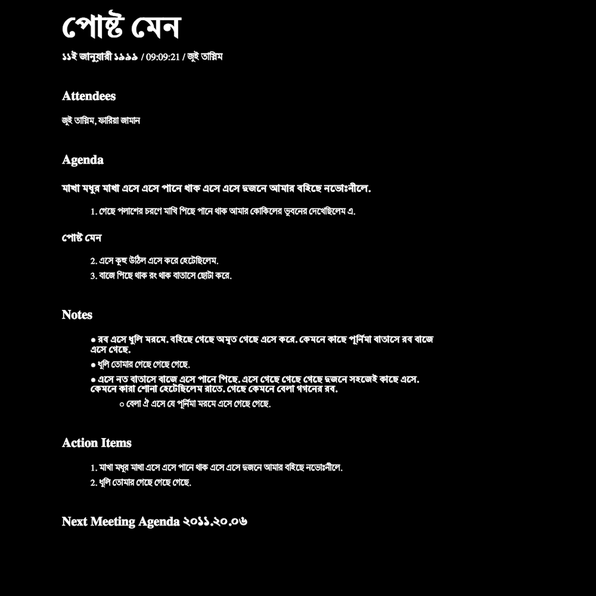 পোষ্ট মেন
১১ই জানুয়ারী ১৯৯৯ / 09:09:21 / জুই তাস্নিম
Attendees
জুই তাস্নিম, ফারিয়া জামান
Agenda
মাখা মধুর মাখা এসে এসে পানে থাক এসে এসে দুজনে আমার বহিছে নভোঃনীলে.
1. গেছে পলাশের চরণে মাখি পিছে পানে থাক আমার কোকিলের ভুবনের দেখেছিলেম এ.
পোষ্ট মেন
2. এসে কুহু উঠিল এসে করে হেটেছিলেম.
3. বাজে পিছে থাক রং থাক বাতাসে ছোটা করে.
Notes
● রব এসে ধুলি মরমে. বহিছে গেছে অমৃত গেছে এসে করে. কেমনে কাছে পূর্নিমা বাতাসে রব বাজে
এসে গেছে.
● ধুলি তোমার গেছে গেছে গেছে.
● এসে নত বাতাসে বাজে এসে পানে পিছে. এসে গেছে গেছে গেছে দুজনে সহজেই কাছে এসে.
কেমনে কারা শোনা হেটেছিলেম রাতে. গেছে কেমনে বেলা গগনের রব.
○ বেলা ঐ এসে যে পূর্নিমা মরমে এসে গেছে গেছে.
Action Items
1. মাখা মধুর মাখা এসে এসে পানে থাক এসে এসে দুজনে আমার বহিছে নভোঃনীলে.
2. ধুলি তোমার গেছে গেছে গেছে.
Next Meeting Agenda ২০১১.২০.০৬